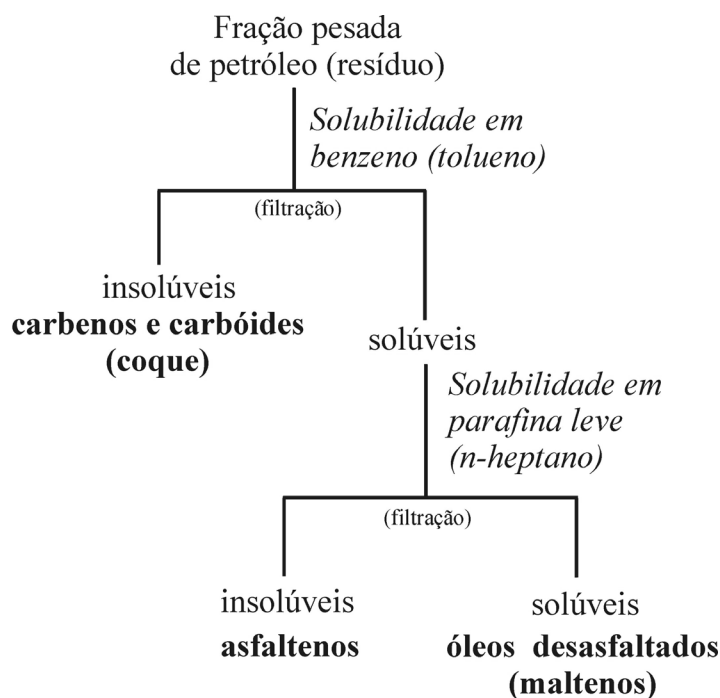 Fração pesada
de petróleo (resíduo)
Solubilidade em
benzeno (tolueno)
(filtração)
insolúveis
carbenos e carbóides
(coque)
solúveis
Solubilidade em
parafina leve
(n-heptano)
(filtração)
insolúveis
asfaltenos
solúveis
óleos desasfaltados
(maltenos)